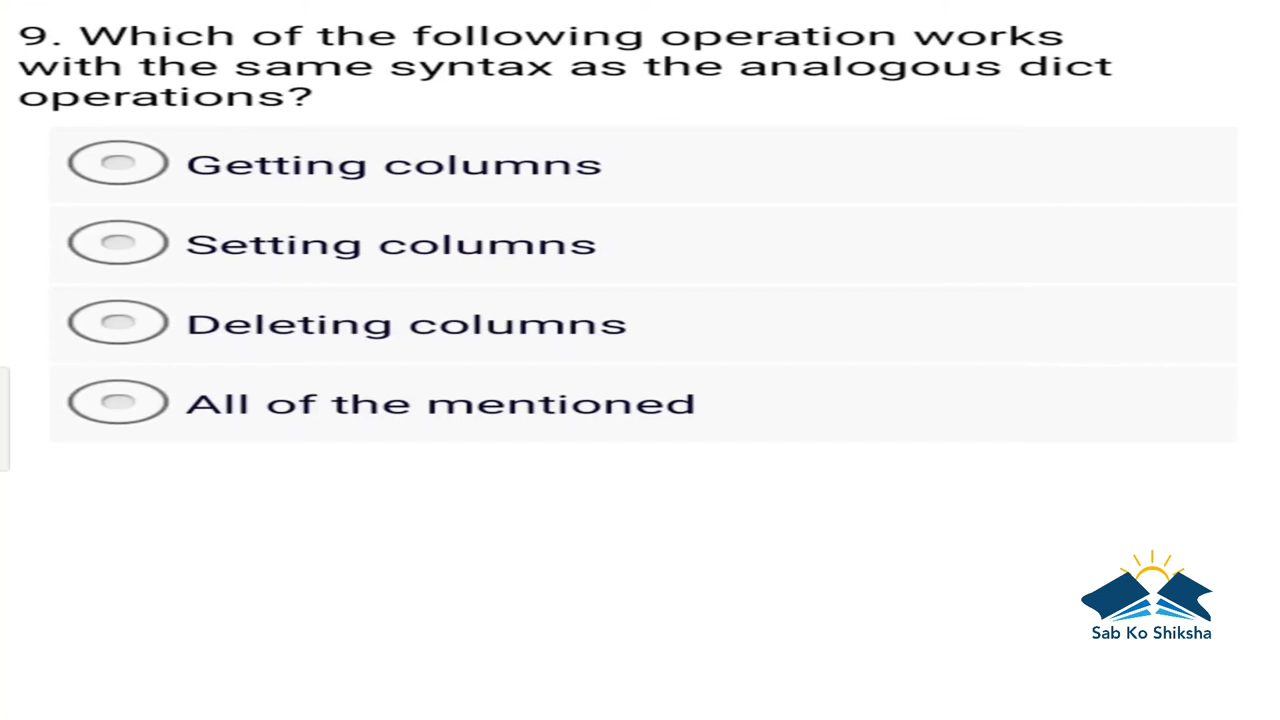 9. Which of the following operation works
with the same syntax as the analogous dict
operations?
Getting columns
Setting columns
Deleting columns
All of the mentioned
Sab Ko Shiksha